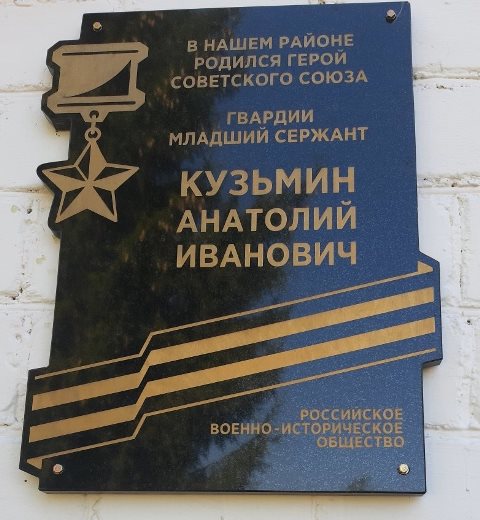 В НАШЕМ РАЙОНЕ
РОДИЛСЯ ГЕРОЙ
СОВЕТСКОГО СОЮЗА
ГВАРДИИ
МЛАДШИЙ СЕРЖАНТ
КУЗЬМИН
АНАТОЛИЙ
ИВАНОВИЧ
РОССИЙСКОЕ
ВОЕННО-ИСТОРИЧЕСКОЕ
ОБЩЕСТВО